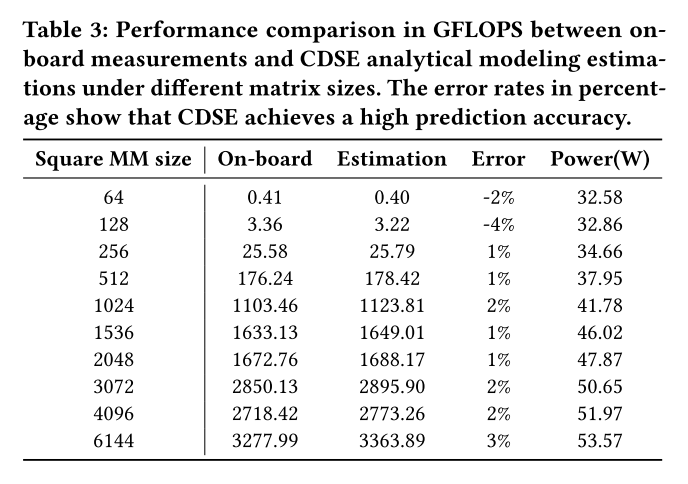 Table 3: Performance comparison in GFLOPS between on-
board measurements and CDSE analytical modeling estima-
tions under different matrix sizes. The error rates in percent-
age show that CDSE achieves a high prediction accuracy.
Square MM size On-board Estimation Error Power(W)
64 0.41 0.40 -2% 32.58
128 3.36 3.22 -4% 32.86
256 25.58 25.79 1% 34.66
512 176.24 178.42 1% 37.95
1024 1103.46 1123.81 2% 41.78
1536 1633.13 1649.01 1% 46.02
2048 1672.76 1688.17 1% 47.87
3072 2850.13 2895.90 2% 50.65
4096 2718.42 2773.26 2% 51.97
6144 3277.99 3363.89 3% 53.57